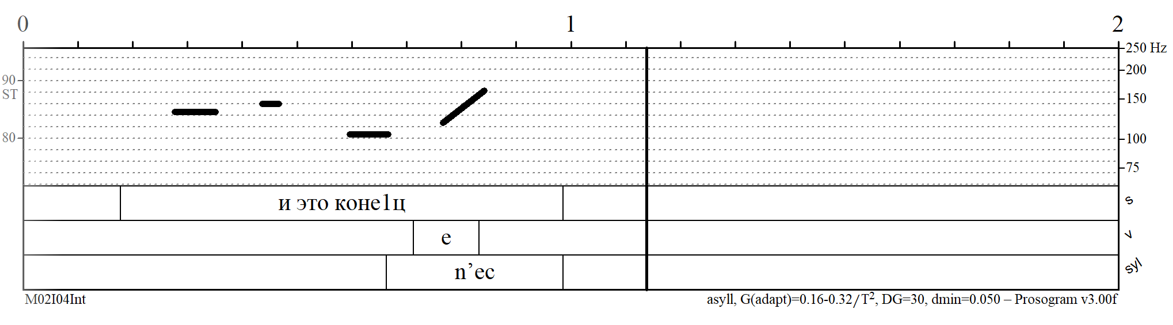 0 1 2
250 Hz
90
200
ST
150
80
100
75
и это коне1ц
s
e
v
n’ec
syl
M02I04Int
asyll, G(adapt)=0.16-0.32/T², DG=30, dmin=0.050 – Prosogram v3.00f